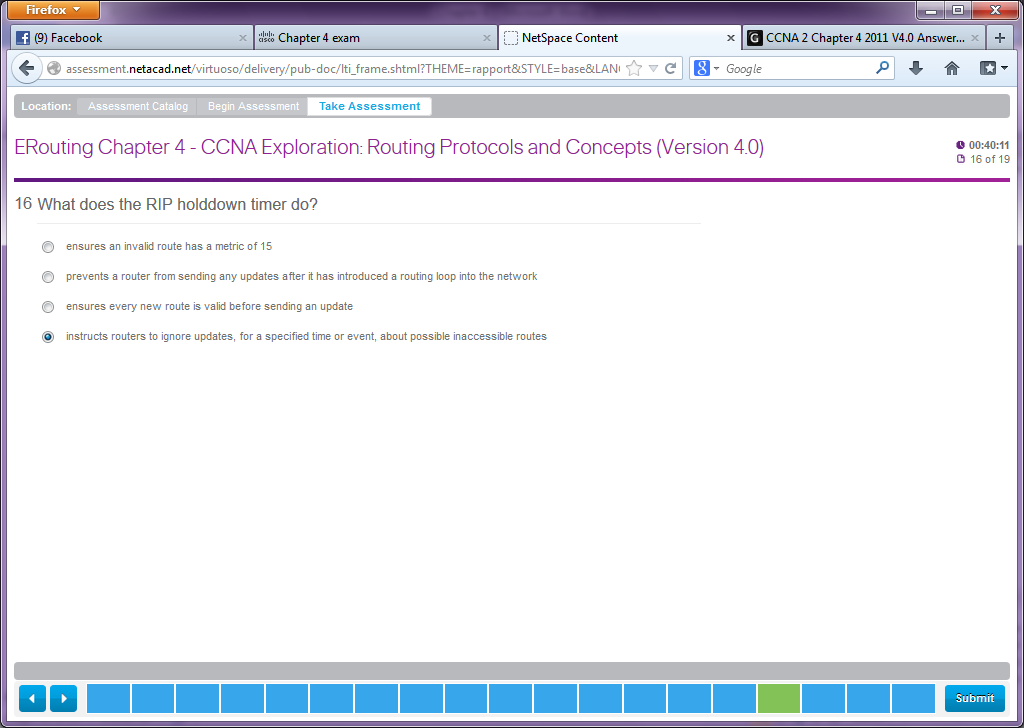 Firefox
(9) Facebook
Chapter 4 exam
NetSpace Content
CCNA 2 Chapter 4 2011 V4.0 Answer...
assessment.netacad.net/virtuoso/delivery/pub-doc/lti_frame.shtml?THEME=rapport&STYLE=base&LAN
Google
Location: Assessment Catalog Begin Assessment Take Assessment
ERouting Chapter 4 - CCNA Exploration: Routing Protocols and Concepts (Version 4.0)
00:40:11
16 of 19
16 What does the RIP holddown timer do?
ensures an invalid route has a metric of 15
prevents a router from sending any updates after it has introduced a routing loop into the network
ensures every new route is valid before sending an update
instructs routers to ignore updates, for a specified time or event, about possible inaccessible routes
Submit